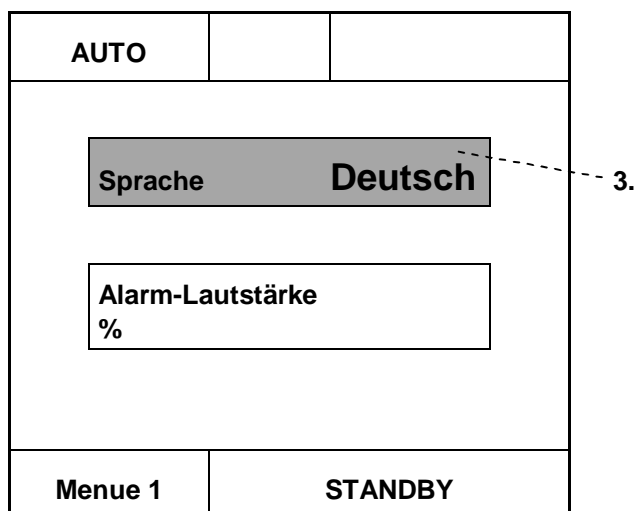 AUTO
Sprache Deutsch
3.
Alarm-Lautstärke
%
Menue 1 STANDBY